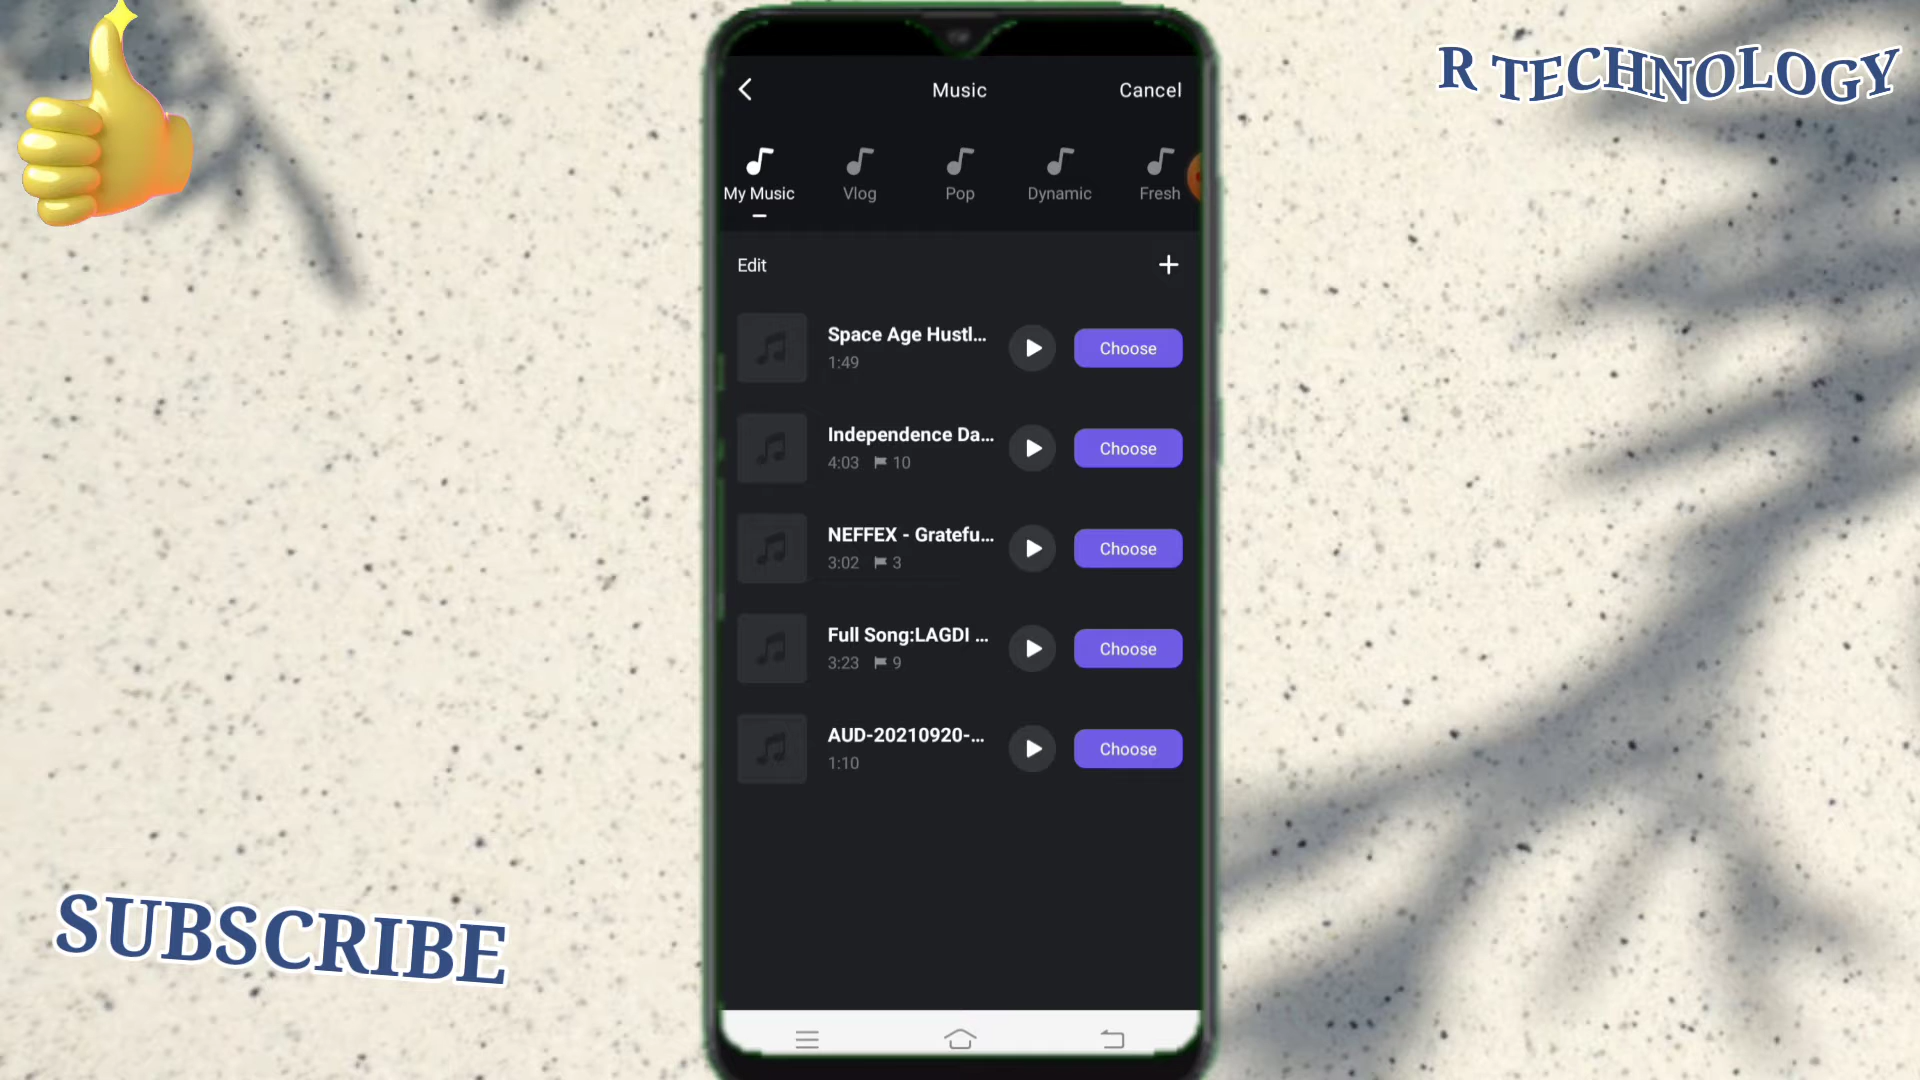 R TECHNOLOGY
Music
Cancel
My Music
Vlog
Pop
Dynamic
Fresh
Edit
Space Age Hustl...
1:49
Choose
Independence Da...
4:03 10
Choose
NEFFEX - Gratefu...
3:02 3
Choose
Full Song:LAGDI ...
3:23 9
Choose
AUD-20210920-...
1:10
Choose
SUBSCRIBE